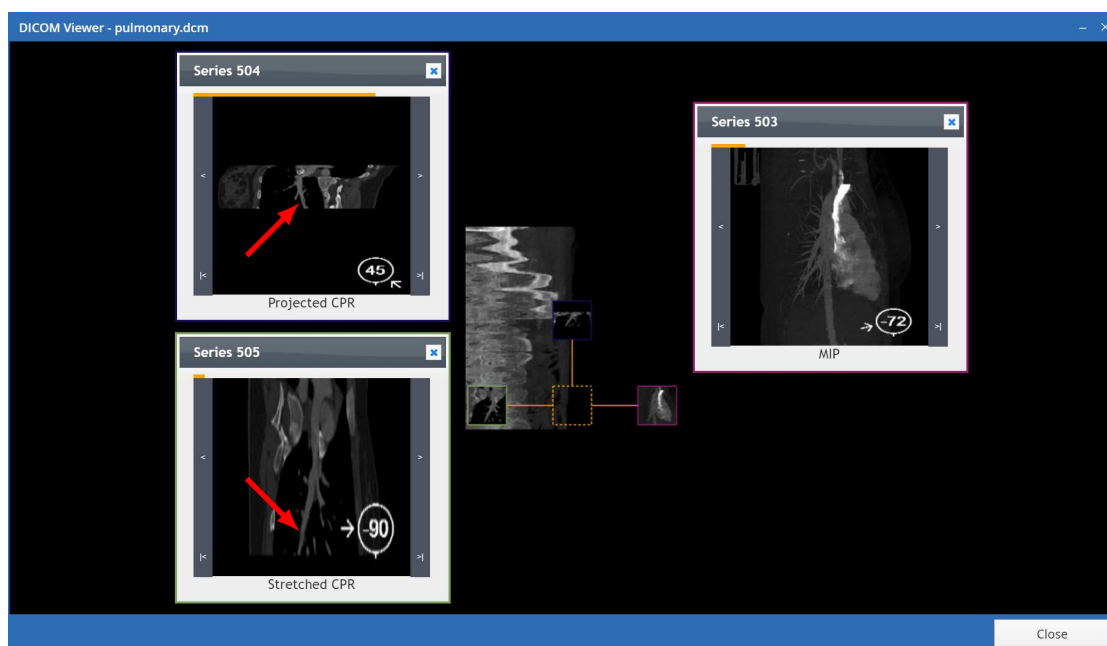 DICOM Viewer - pulmonary.dcm
– ×
Series 504
×
<
>
45
|<
>|
Projected CPR
Series 505
×
<
>
-90
|<
>|
Stretched CPR
Series 503
×
<
>
-72
|<
>|
MIP
Close